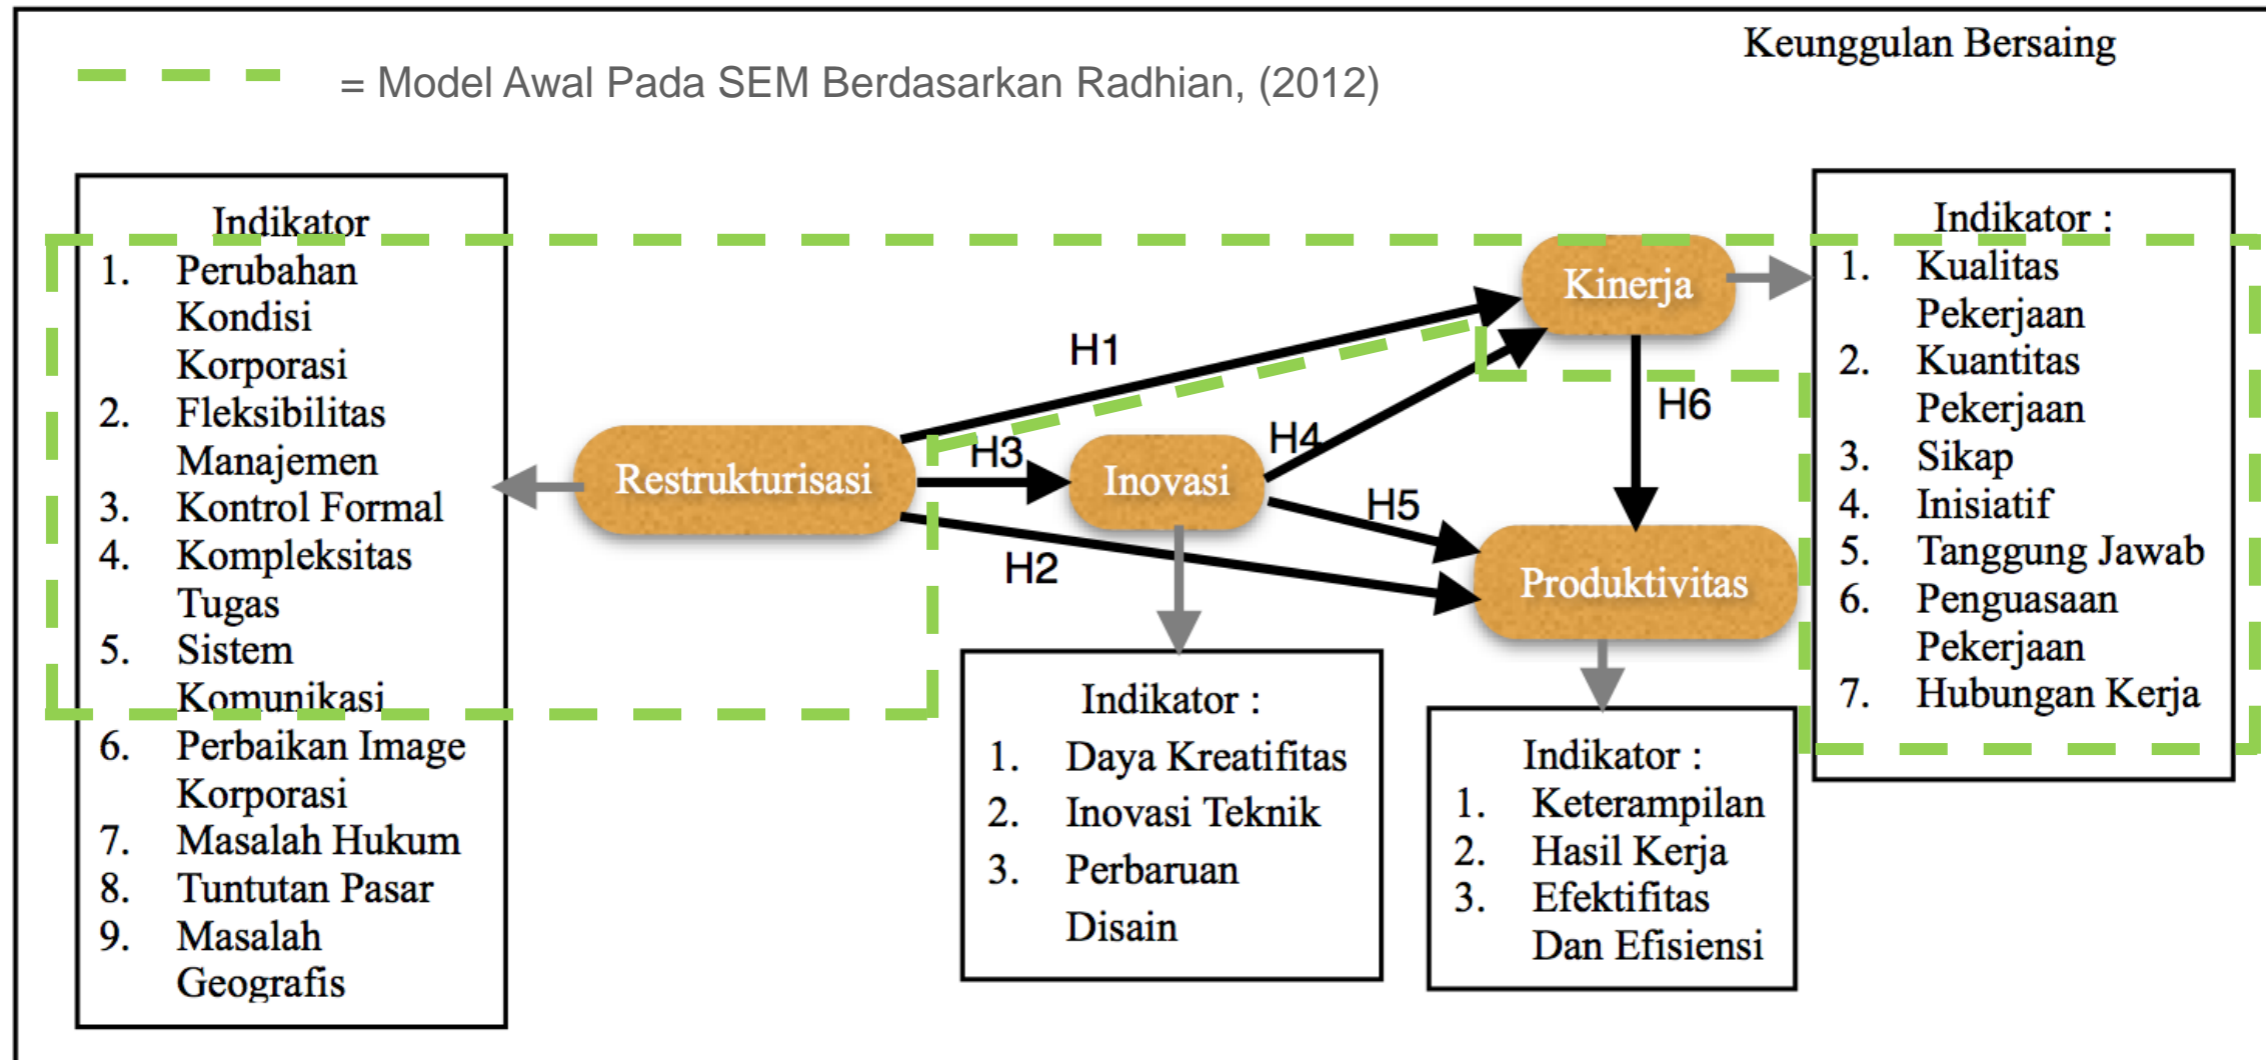 Keunggulan Bersaing
= Model Awal Pada SEM Berdasarkan Radhian, (2012)
Indikator
1. Perubahan
Kondisi
Korporasi
2. Fleksibilitas
Manajemen
3. Kontrol Formal
4. Kompleksitas
Tugas
5. Sistem
Komunikasi
6. Perbaikan Image
Korporasi
7. Masalah Hukum
8. Tuntutan Pasar
9. Masalah
Geografis
Restrukturisasi
H1
H3
H2
Inovasi
H4
H5
Kinerja
H6
Produktivitas
Indikator :
1. Daya Kreatifitas
2. Inovasi Teknik
3. Perbaruan
Disain
Indikator :
1. Keterampilan
2. Hasil Kerja
3. Efektifitas
Dan Efisiensi
Indikator :
1. Kualitas
Pekerjaan
2. Kuantitas
Pekerjaan
3. Sikap
4. Inisiatif
5. Tanggung Jawab
6. Penguasaan
Pekerjaan
7. Hubungan Kerja